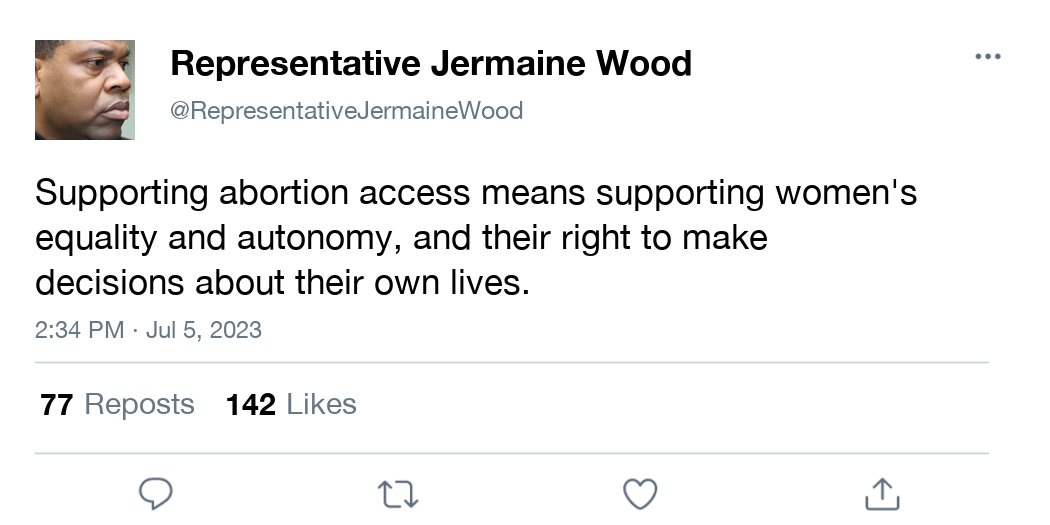 Representative Jermaine Wood
@RepresentativeJermaineWood
Supporting abortion access means supporting women's
equality and autonomy, and their right to make
decisions about their own lives.
2:34 PM · Jul 5, 2023
77 Reposts 142 Likes